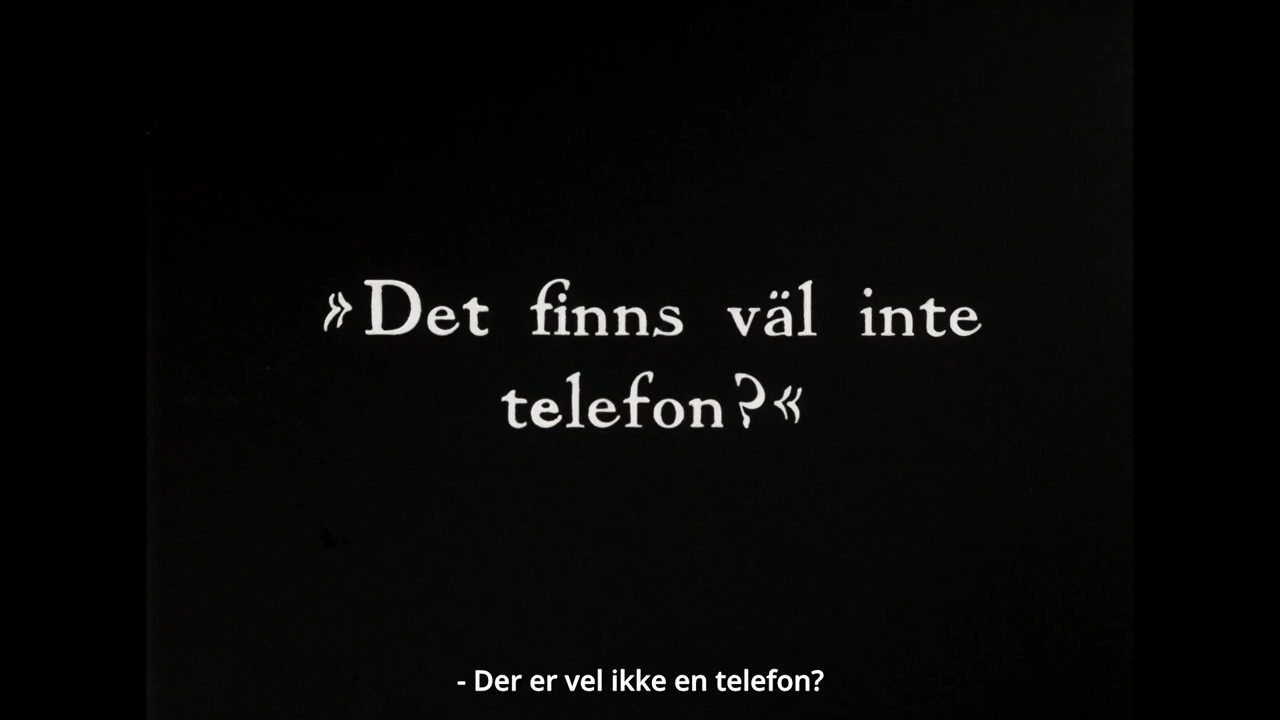 »Det finns väl inte
telefon?«
- Der er vel ikke en telefon?